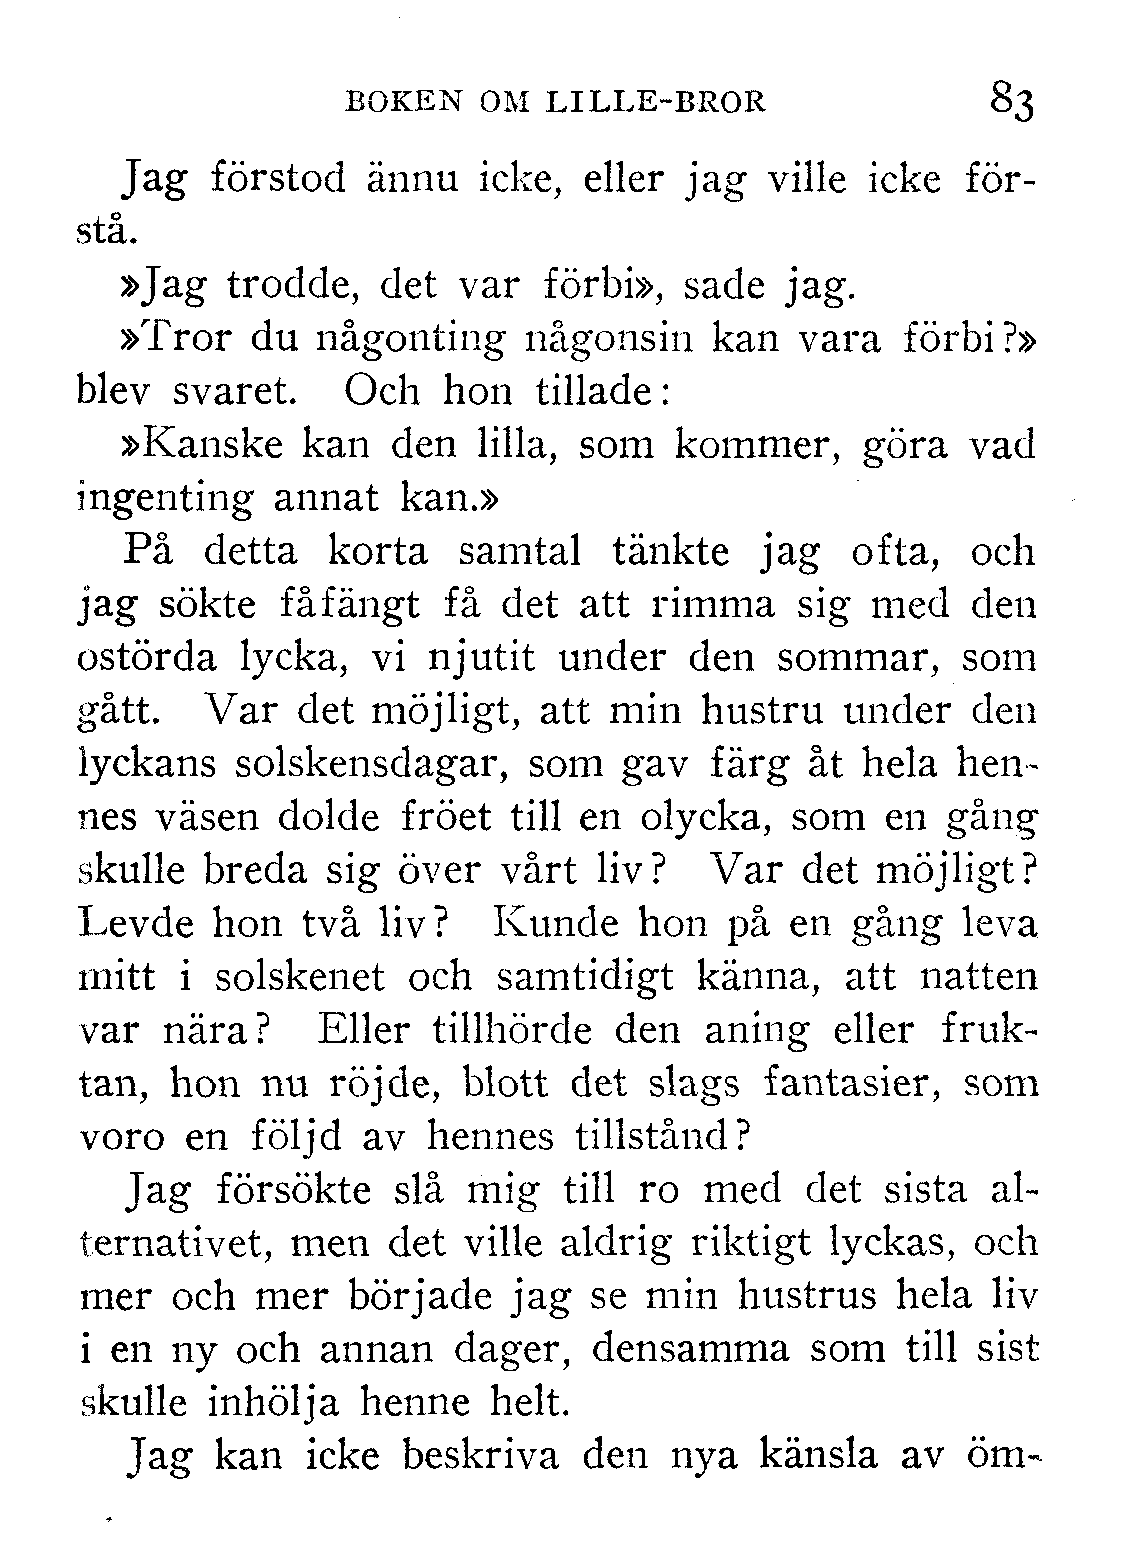 BOKEN OM LILLE-BROR 83
Jag förstod ännu icke, eller jag ville icke för-
stå.
»Jag trodde, det var förbi», sade jag.
»Tror du någonting någonsin kan vara förbi?»
blev svaret. Och hon tillade:
»Kanske kan den lilla, som kommer, göra vad
ingenting annat kan.»
På detta korta samtal tänkte jag ofta, och
jag sökte fåfängt få det att rimma sig med den
ostörda lycka, vi njutit under den sommar, som
gått. Var det möjligt, att min hustru under den
lyckans solskensdagar, som gav färg åt hela hen-
nes väsen dolde fröet till en olycka, som en gång
skulle breda sig över vårt liv? Var det möjligt?
Levde hon två liv? Kunde hon på en gång leva
mitt i solskenet och samtidigt känna, att natten
var nära? Eller tillhörde den aning eller fruk-
tan, hon nu röjde, blott det slags fantasier, som
voro en följd av hennes tillstånd?
Jag försökte slå mig till ro med det sista al-
ternativet, men det ville aldrig riktigt lyckas, och
mer och mer började jag se min hustrus hela liv
i en ny och annan dager, densamma som till sist
skulle inhölja henne helt.
Jag kan icke beskriva den nya känsla av öm-